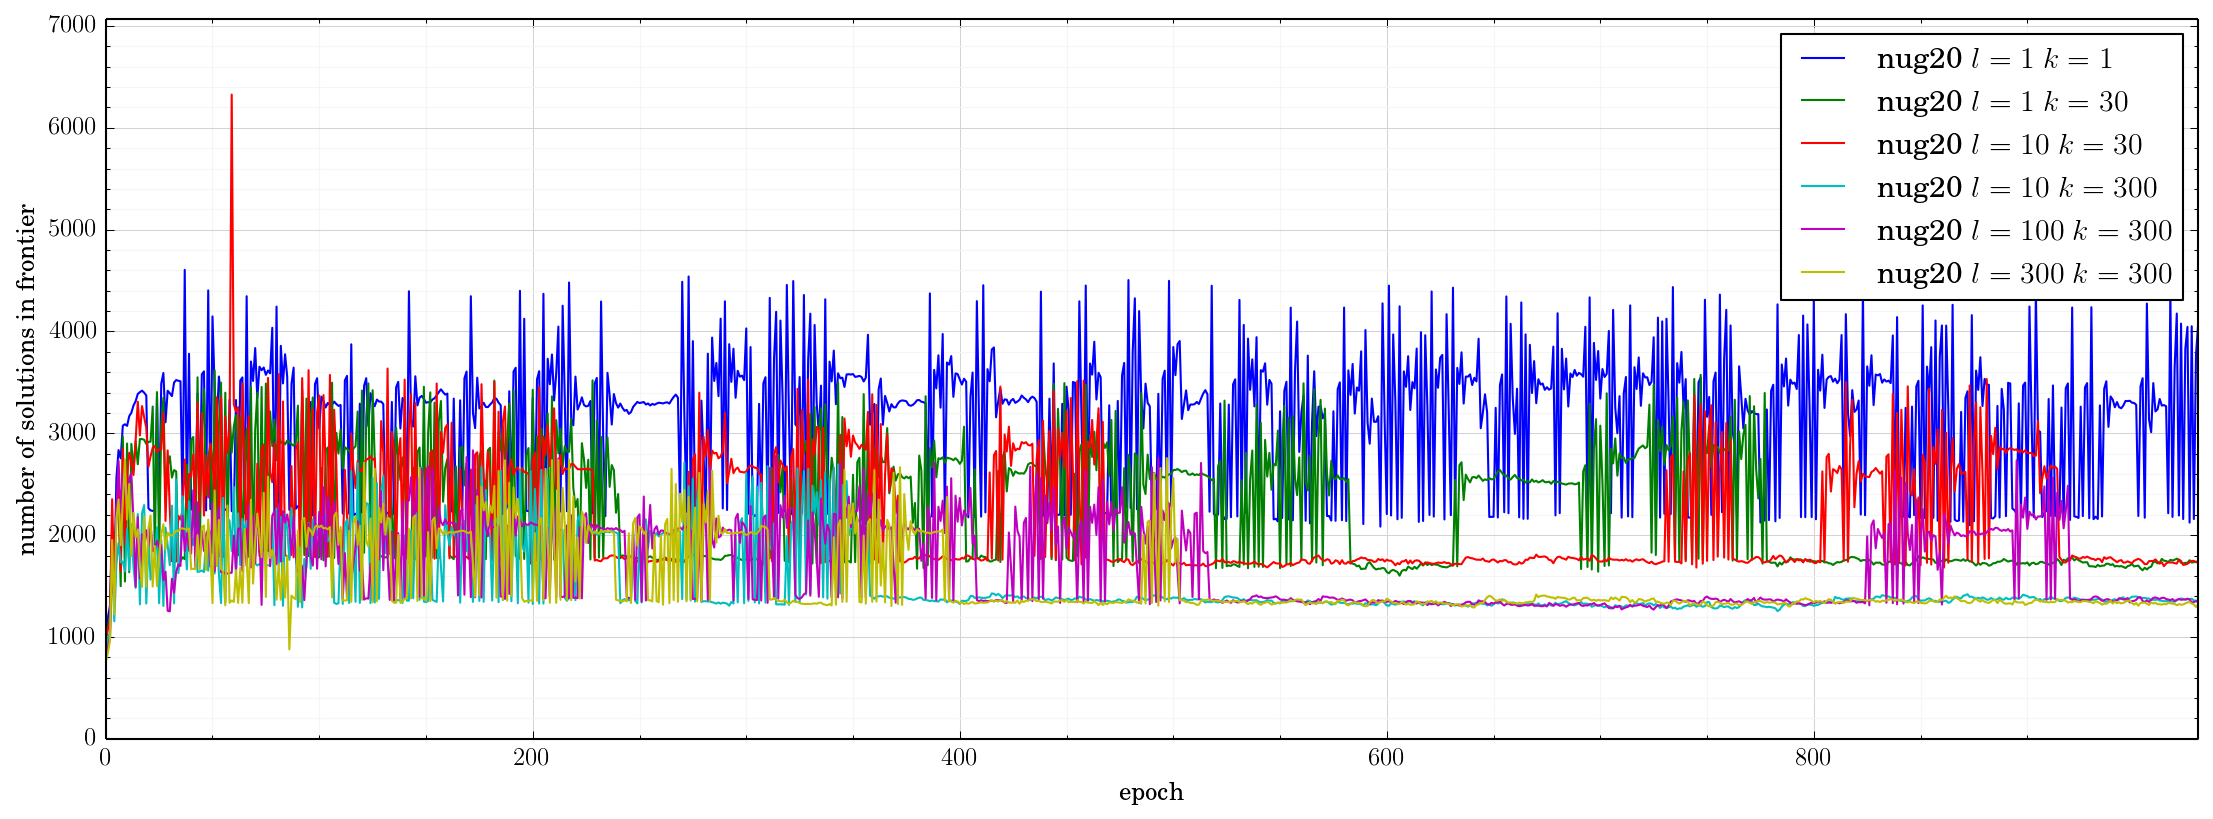 7000
6000
5000
4000
3000
2000
1000
0
number of solutions in frontier
0 200 400 600 800
epoch
nug20 l = 1 k = 1
nug20 l = 1 k = 30
nug20 l = 10 k = 30
nug20 l = 10 k = 300
nug20 l = 100 k = 300
nug20 l = 300 k = 300